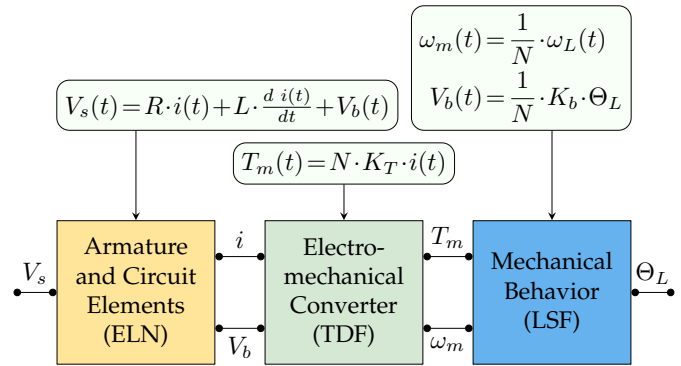 ω_m(t) = 1/N · ω_L(t)
V_b(t) = 1/N · K_b · Θ_L
V_s(t) = R · i(t) + L · d i(t)/dt + V_b(t)
T_m(t) = N · K_T · i(t)
V_s
Armature
and Circuit
Elements
(ELN)
i
V_b
Electro-
mechanical
Converter
(TDF)
T_m
ω_m
Mechanical
Behavior
(LSF)
Θ_L